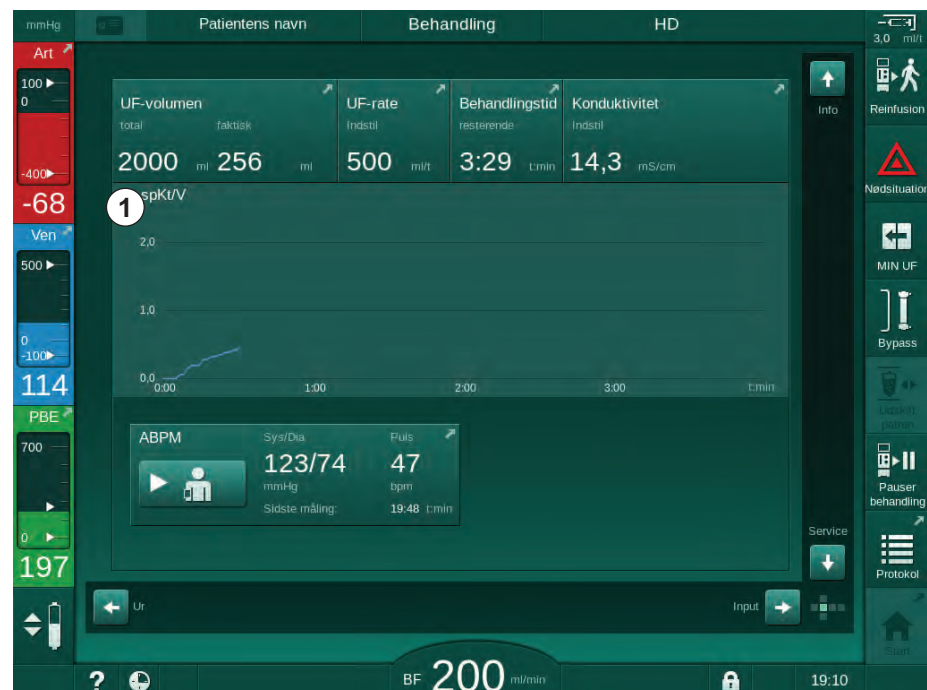 mmHg
Patientens navn
Behandling
HD
3,0 ml/t
Art
100
0
-400
-68
Ven
500
0
-100
114
PBE
700
0
197
UF-volumen
total faktisk
2000 ml 256 ml
UF-rate
Indstil
500 ml/t
Behandlingstid
resterende
3:29 t:min
Konduktivitet
Indstil
14,3 mS/cm
1
spKt/V
2,0
1,0
0,0
0:00 1:00 2:00 3:00 t:min
ABPM
Sys/Dia Puls
123/74 47
mmHg bpm
Sidste måling: 19:48 t:min
Info
Service
Ur
Input
Reinfusion
Nødsituation
MIN UF
Bypass
Udskift
patron
Pauser
behandling
Protokol
Start
?
BF 200 ml/min
19:10